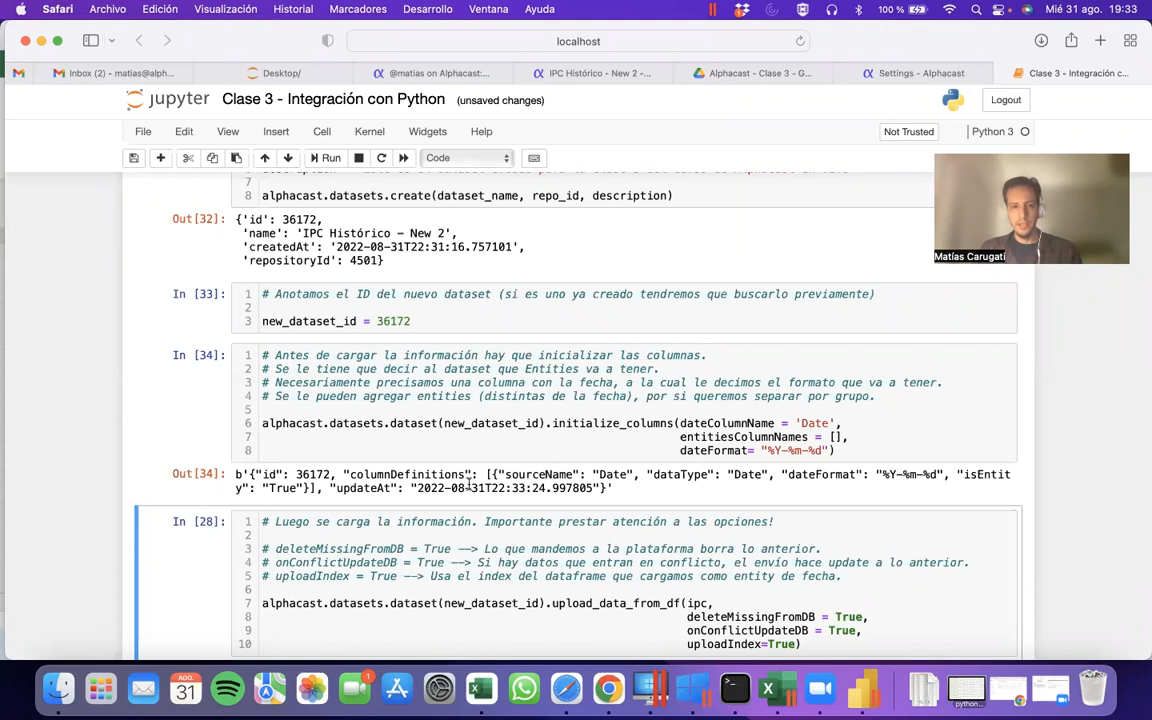 Safari Archivo Edición Visualización Historial Marcadores Desarrollo Ventana Ayuda 100 % Mié 31 ago. 19:33
localhost
Inbox (2) - matias@alph... Desktop/ @matias on Alphacast:... IPC Histórico - New 2 -... Alphacast - Clase 3 - G... Settings - Alphacast Clase 3 - Integración c...
jupyter Clase 3 - Integración con Python (unsaved changes) Logout
File Edit View Insert Cell Kernel Widgets Help Not Trusted Python 3
Run Code
7
8 alphacast.datasets.create(dataset_name, repo_id, description)
Out[32]: {'id': 36172,
'name': 'IPC Histórico - New 2',
'createdAt': '2022-08-31T22:31:16.757101',
'repositoryId': 4501}
Matías Carugati
In [33]: 1 # Anotamos el ID del nuevo dataset (si es uno ya creado tendremos que buscarlo previamente)
2
3 new_dataset_id = 36172
In [34]: 1 # Antes de cargar la información hay que inicializar las columnas.
2 # Se le tiene que decir al dataset que Entities va a tener.
3 # Necesariamente precisamos una columna con la fecha, a la cual le decimos el formato que va a tener.
4 # Se le pueden agregar entities (distintas de la fecha), por si queremos separar por grupo.
5
6 alphacast.datasets.dataset(new_dataset_id).initialize_columns(dateColumnName = 'Date',
7 entitiesColumnNames = [],
8 dateFormat= "%Y-%m-%d")
Out[34]: b'{"id": 36172, "columnDefinitions": [{"sourceName": "Date", "dataType": "Date", "dateFormat": "%Y-%m-%d", "isEntit
y": "True"}], "updateAt": "2022-08-31T22:33:24.997805"}'
In [28]: 1 # Luego se carga la información. Importante prestar atención a las opciones!
2
3 # deleteMissingFromDB = True --> Lo que mandemos a la plataforma borra lo anterior.
4 # onConflictUpdateDB = True --> Si hay datos que entran en conflicto, el envío hace update a lo anterior.
5 # uploadIndex = True --> Usa el index del dataframe que cargamos como entity de fecha.
6
7 alphacast.datasets.dataset(new_dataset_id).upload_data_from_df(ipc,
8 deleteMissingFromDB = True,
9 onConflictUpdateDB = True,
10 uploadIndex=True)
AGO.
31
1